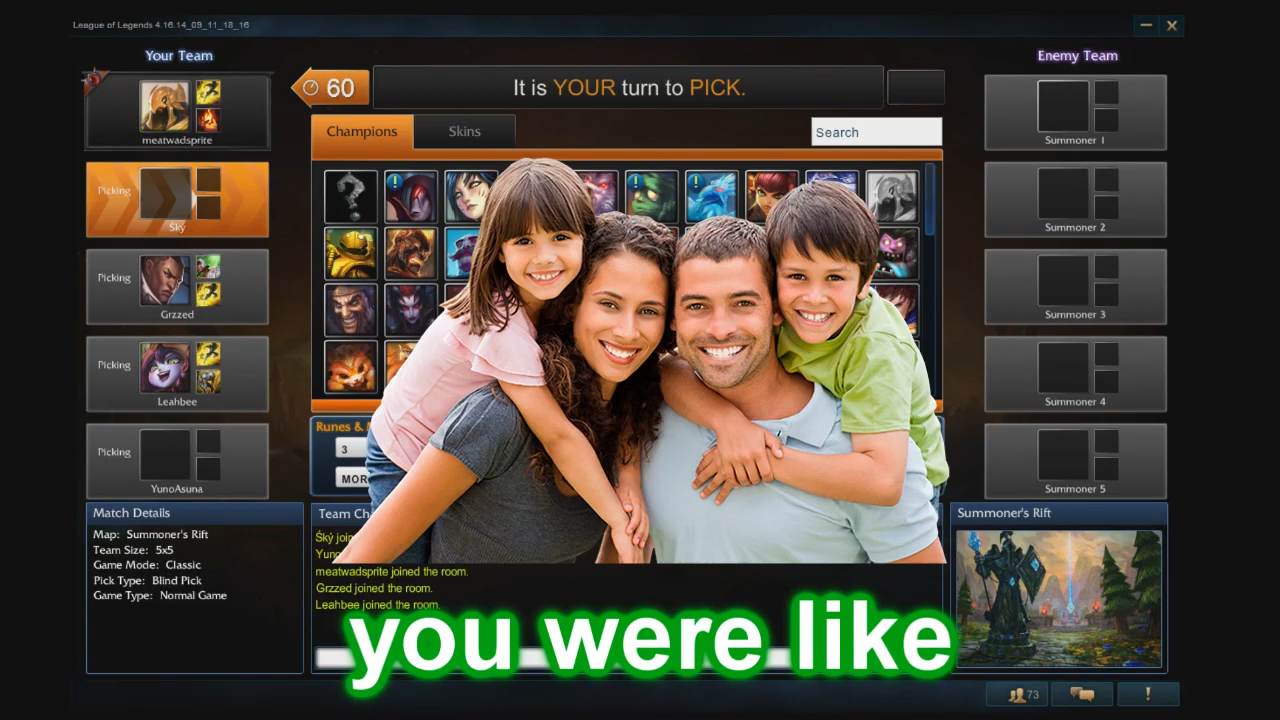 League of Legends 4.16.14_09_11_18_16
Your Team
Enemy Team
60
It is YOUR turn to PICK.
Champions
Skins
Search
meatwadsprite
Picking
Šký
Picking
Grzzed
Picking
Leahbee
Picking
YunoAsuna
Summoner 1
Summoner 2
Summoner 3
Summoner 4
Summoner 5
Runes &
3
MOR
Match Details
Map: Summoner's Rift
Team Size: 5x5
Game Mode: Classic
Pick Type: Blind Pick
Game Type: Normal Game
Team Ch
Šký join
Yuno
meatwadsprite joined the room.
Grzzed joined the room.
Leahbee joined the room.
Summoner's Rift
you were like
73